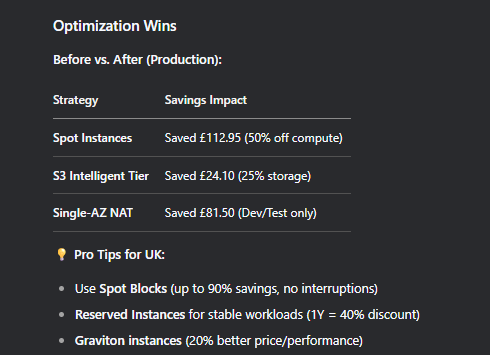 Optimization Wins
Before vs. After (Production):
Strategy Savings Impact
Spot Instances Saved £112.95 (50% off compute)
S3 Intelligent Tier Saved £24.10 (25% storage)
Single-AZ NAT Saved £81.50 (Dev/Test only)
💡 Pro Tips for UK:
• Use Spot Blocks (up to 90% savings, no interruptions)
• Reserved Instances for stable workloads (1Y = 40% discount)
• Graviton instances (20% better price/performance)